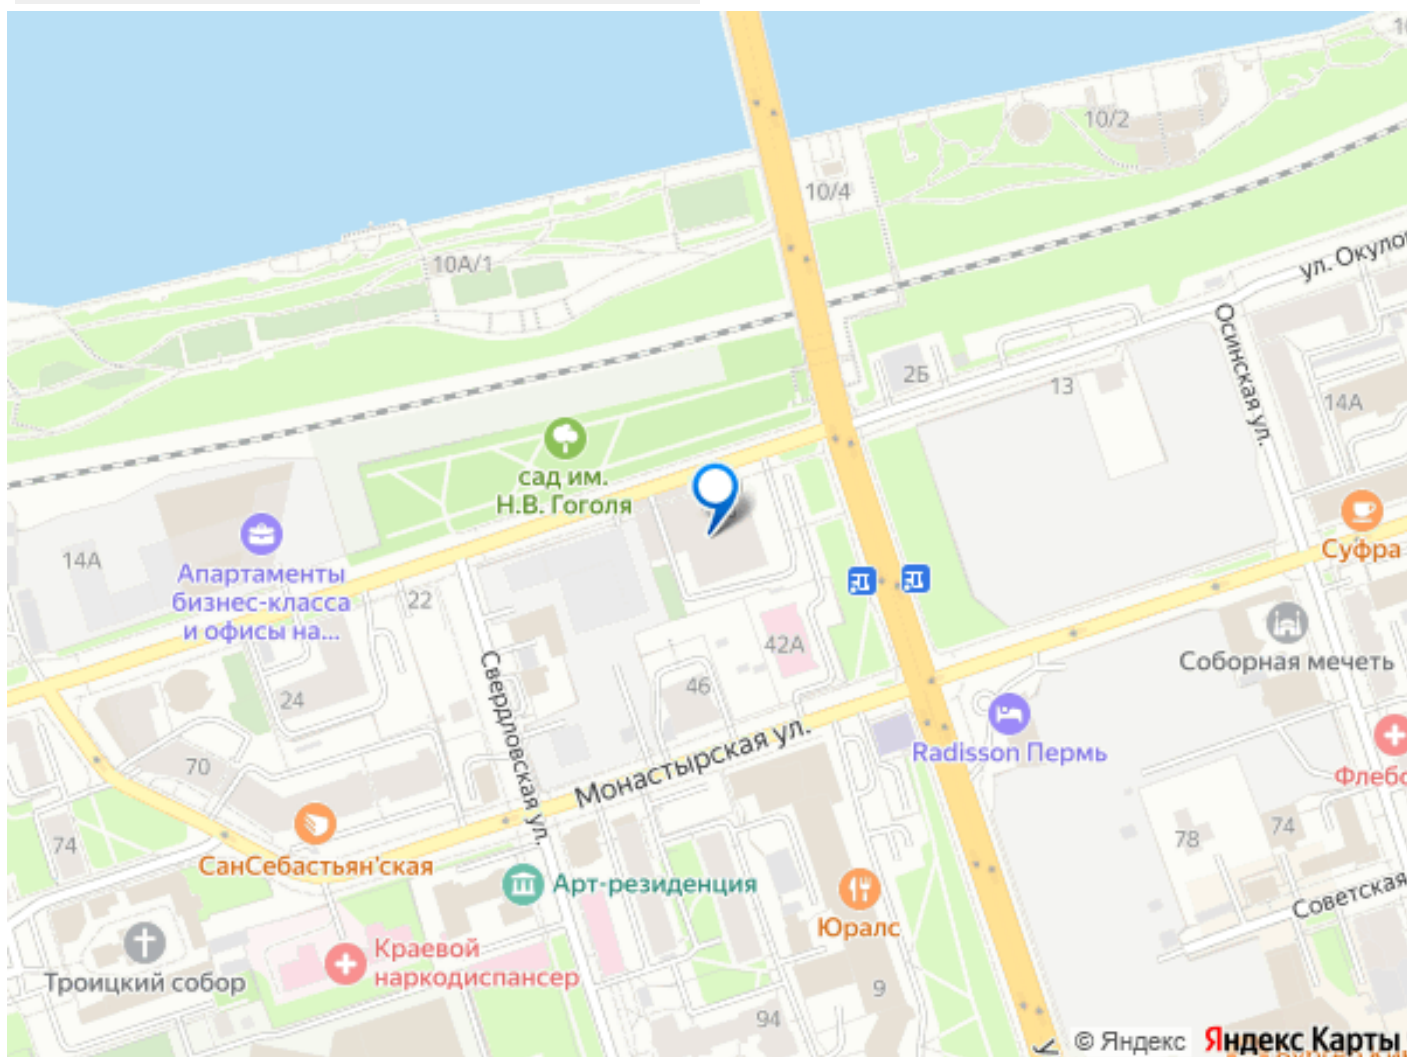 10/2
10/4
10А/1
ул. Окулов
Осинская ул.
2Б
13
14А
сад им.
Н.В. Гоголя
Суфра
14А
Апартаменты
бизнес-класса
и офисы на...
22
42А
Соборная мечеть
Свердловская ул.
46
24
Монастырская ул.
Radisson Пермь
70
Флебо
74
78
74
СанСебастьян'ская
Арт-резиденция
Юралс
Советская
Краевой
наркодиспансер
Троицкий собор
9
94
© Яндекс Яндекс Карты